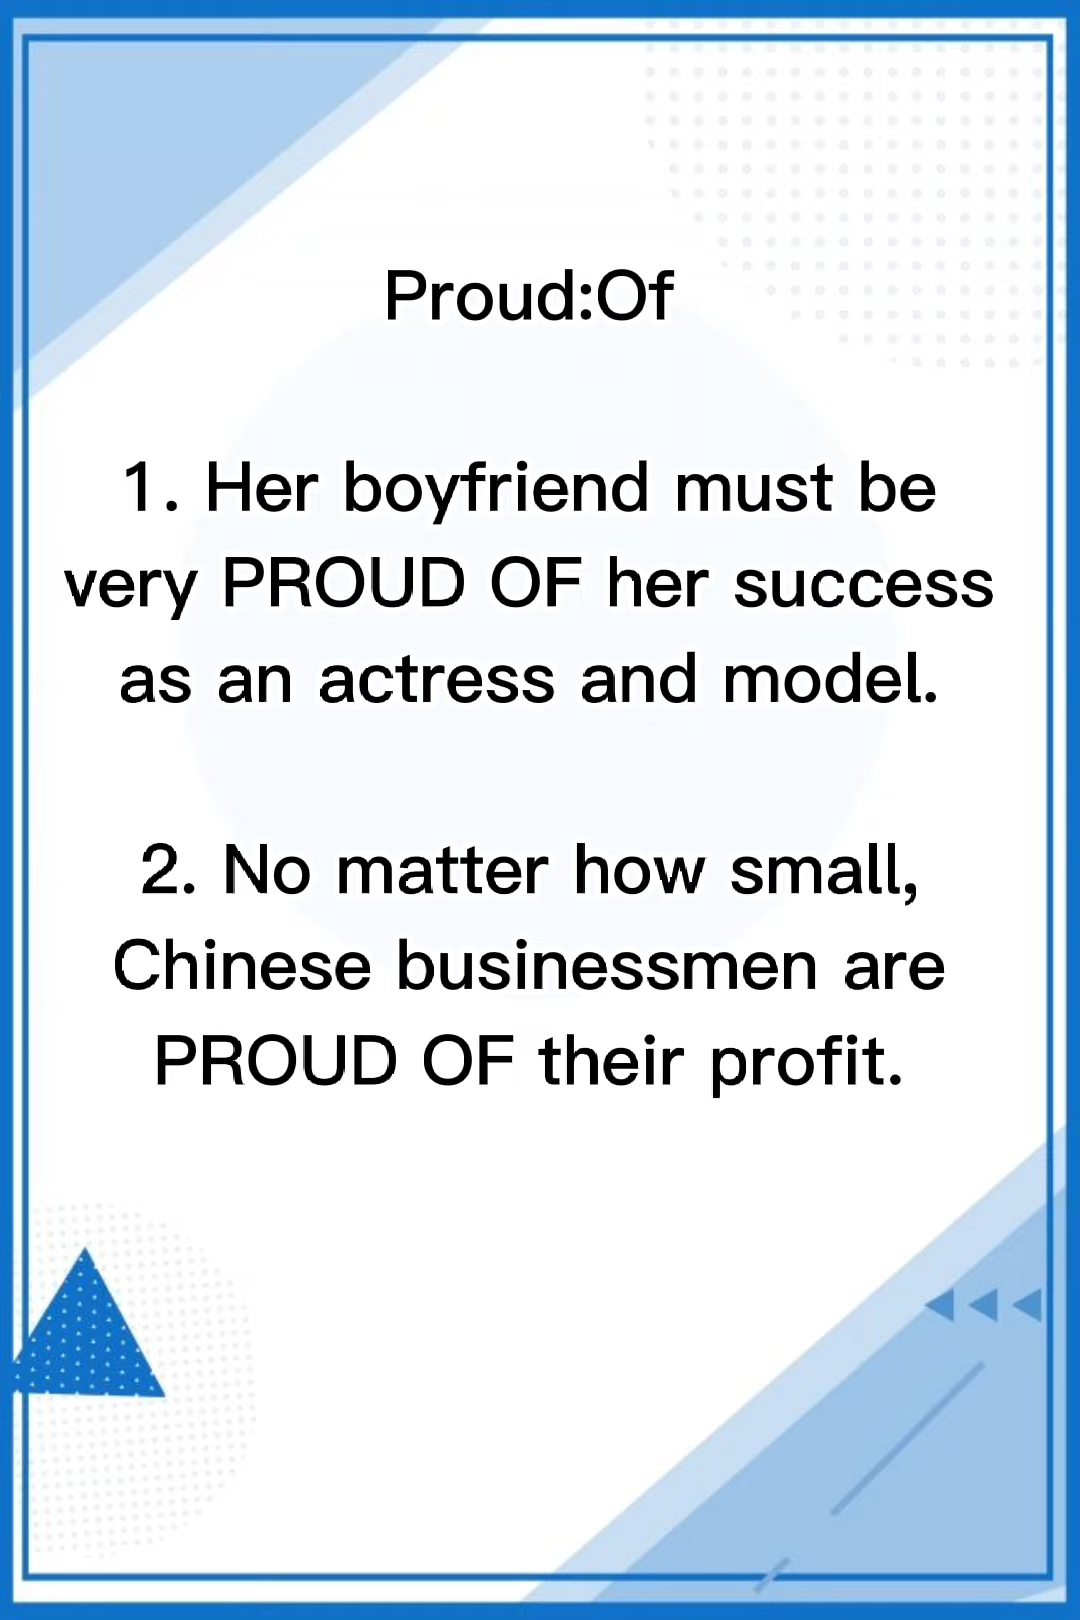 Proud:Of
1. Her boyfriend must be
very PROUD OF her success
as an actress and model.
2. No matter how small,
Chinese businessmen are
PROUD OF their profit.